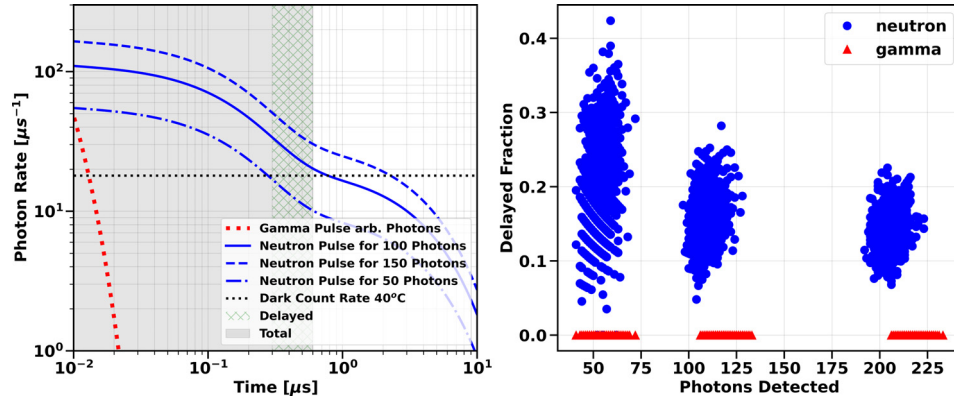 Photon Rate [μs⁻¹]
10²
10¹
10⁰
Gamma Pulse arb. Photons
Neutron Pulse for 100 Photons
Neutron Pulse for 150 Photons
Neutron Pulse for 50 Photons
Dark Count Rate 40°C
Delayed
Total
10⁻² 10⁻¹ 10⁰ 10¹
Time [μs]
Delayed Fraction
0.4
0.3
0.2
0.1
0.0
neutron
gamma
50 75 100 125 150 175 200 225
Photons Detected